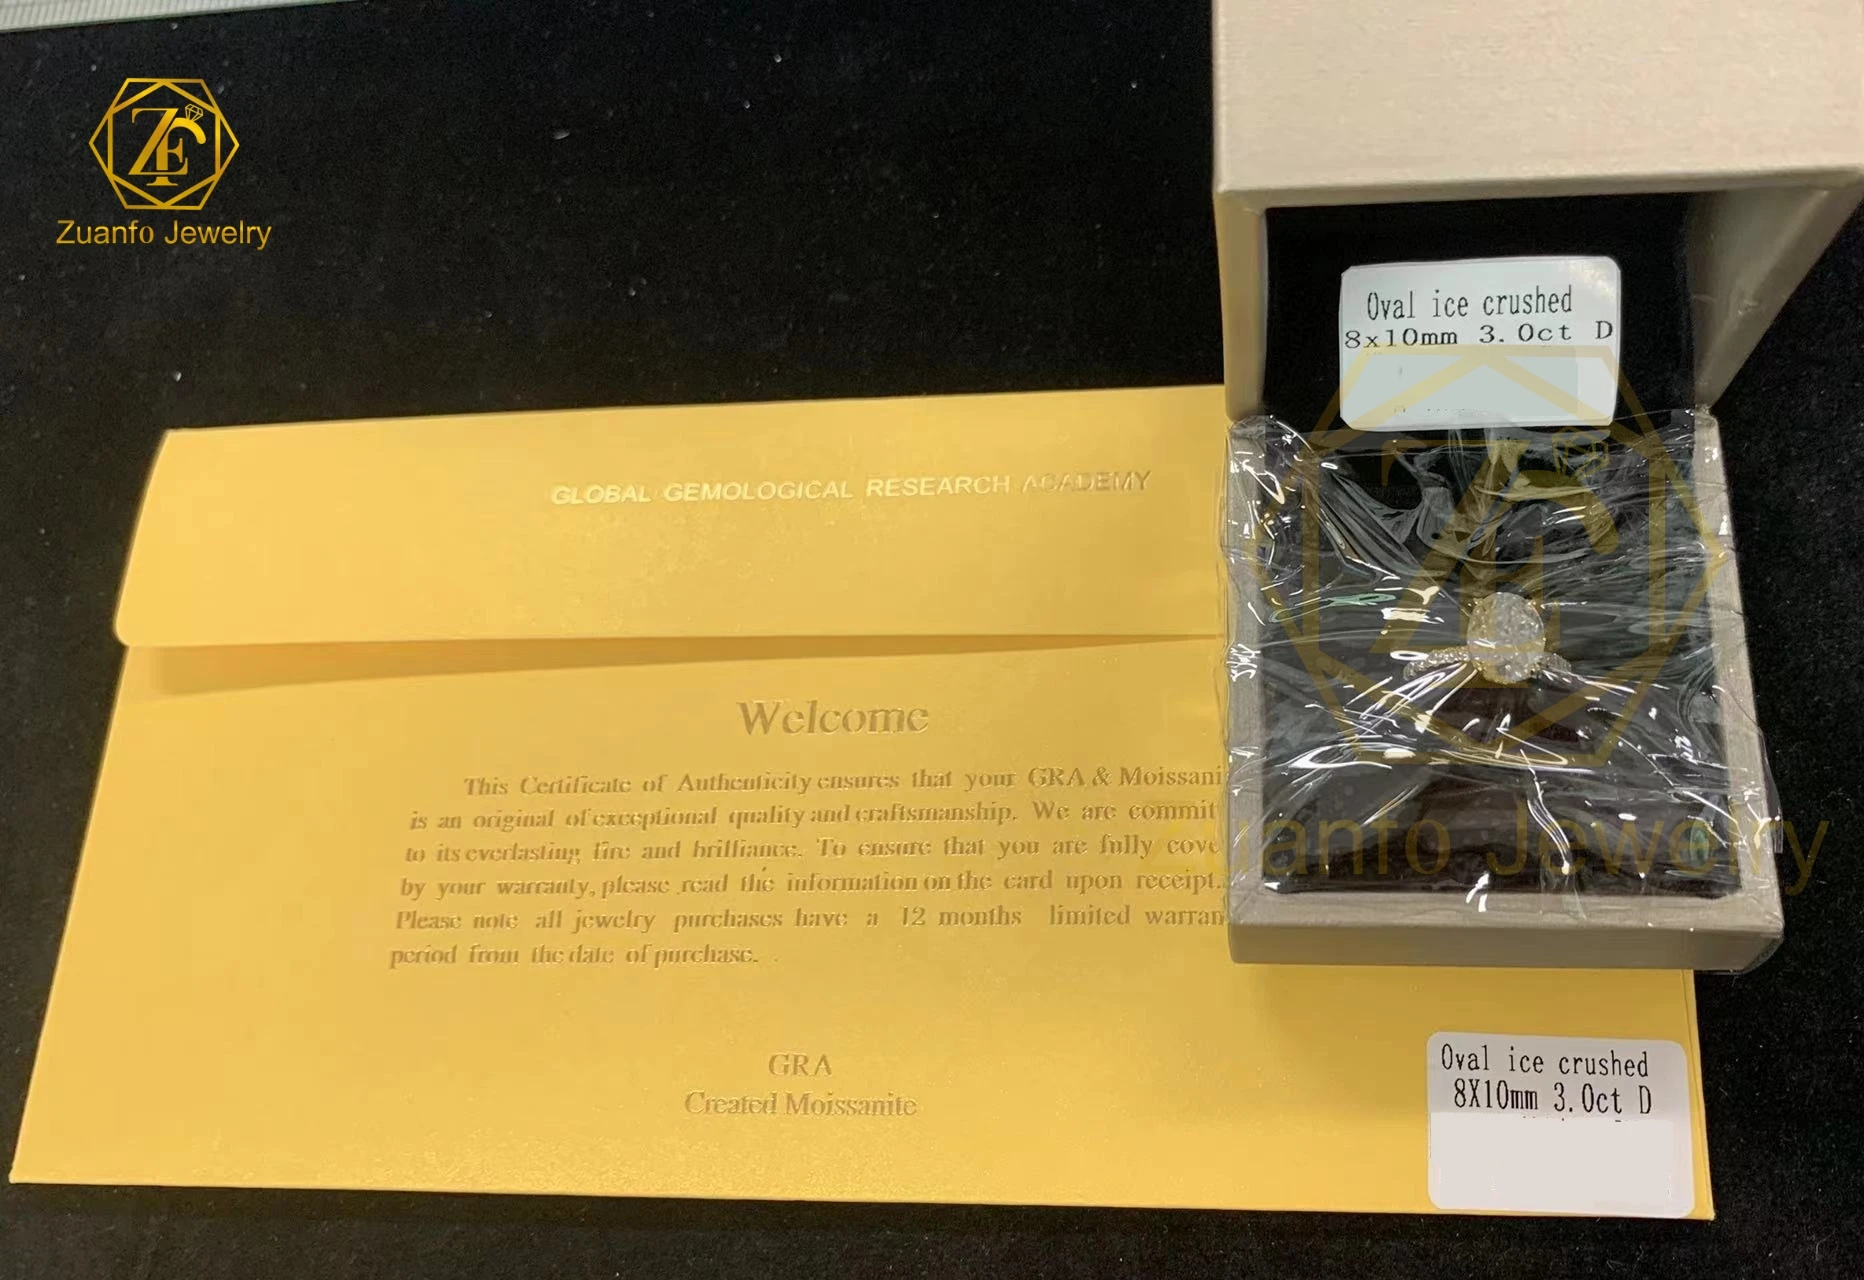 ZF
Zuanfo Jewelry
Oval ice crushed
8x10mm 3.0ct D
GLOBAL GEMOLOGICAL RESEARCH ACADEMY
Welcome
This Certificate of Authenticity ensures that your GRA & Moissani
is an original of exceptional quality and craftsmanship. We are commit
to its everlasting fire and brilliance. To ensure that you are fully cove
by your warranty, please read the information on the card upon receipt.
Please note all jewelry purchases have a 12 months limited warran
period from the date of purchase.
GRA
Created Moissanite
Zuanfo Jewelry
Oval ice crushed
8X10mm 3.0ct D